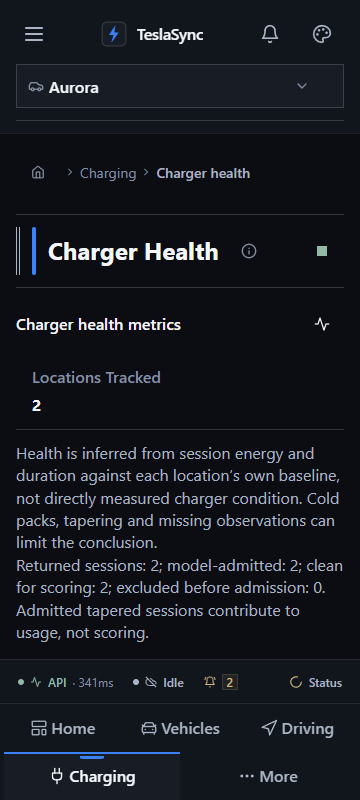 TeslaSync
Aurora
Charging
Charger health
Charger Health
Charger health metrics
Locations Tracked
2
Health is inferred from session energy and
duration against each location's own baseline,
not directly measured charger condition. Cold
packs, tapering and missing observations can
limit the conclusion.
Returned sessions: 2; model-admitted: 2; clean
for scoring: 2; excluded before admission: 0.
Admitted tapered sessions contribute to
usage, not scoring.
API · 341ms Idle 2 Status
Home Vehicles Driving
Charging More